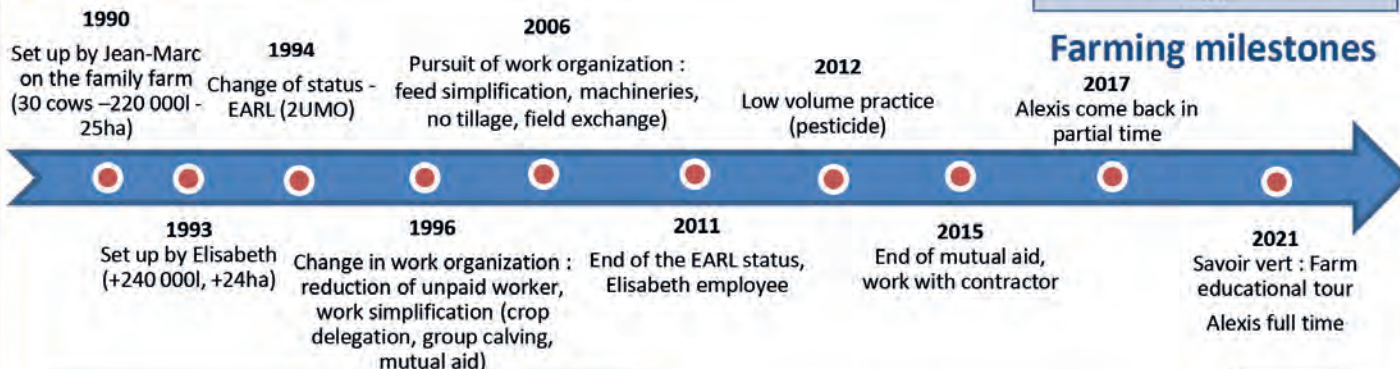 Farming milestones
1990
Set up by Jean-Marc
on the family farm
(30 cows –220 000l -
25ha)
1993
Set up by Elisabeth
(+240 000l, +24ha)
1994
Change of status -
EARL (2UMO)
1996
Change in work organization :
reduction of unpaid worker,
work simplification (crop
delegation, group calving,
mutual aid)
2006
Pursuit of work organization :
feed simplification, machineries,
no tillage, field exchange)
2011
End of the EARL status,
Elisabeth employee
2012
Low volume practice
(pesticide)
2015
End of mutual aid,
work with contractor
2017
Alexis come back in
partial time
2021
Savoir vert : Farm
educational tour
Alexis full time